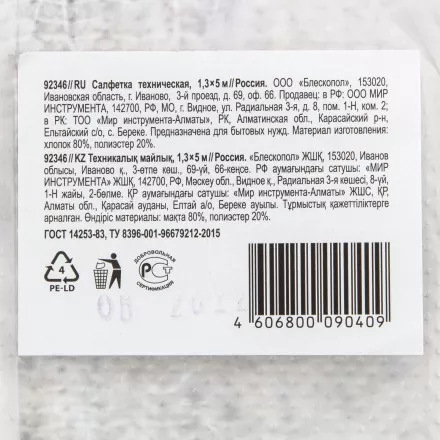 92346//RU Салфетка техническая, 1,3×5 м//Россия. ООО «Блескопол», 153020,
Ивановская область, г. Иваново, 3-й проезд, д. 69, оф. 66. Продавец: в РФ: ООО МИР
ИНСТРУМЕНТА, 142700, РФ, МО, г. Видное, ул. Радиальная 3-я, д. 8, пом. 1-Н, ком. 2;
в РК: ТОО «Мир инструмента-Алматы», РК, Алматинская обл., Карасайский р-н,
Ельтайский с/о, с. Береке. Предназначена для бытовых нужд. Материал изготовления:
хлопок 80%, полиэстер 20%.
92346//KZ Техникалық майлық, 1,3×5 м//Россия. «Блескопол» ЖШҚ, 153020, Иванов
облысы, Иваново қ., 3-өтпе көш., 69-үй, 66-кеңсе. РФ аумағындағы сатушы: «МИР
ИНСТРУМЕНТА» ЖШҚ, 142700, РФ, Мәскеу обл., Видное қ., Радиальная 3-я көшесі, 8-үй,
1-Н жайы, 2-бөлме. ҚР аумағындағы сатушы: «Мир инструмента-Алматы» ЖШС, ҚР,
Алматы обл., Қарасай ауданы, Елтай а/о, Береке ауылы. Тұрмыстық қажеттіліктерге
арналған. Өндіріс материалы: мақта 80%, полиэстер 20%.
ГОСТ 14253-83, ТУ 8396-001-96679212-2015
4
PE-LD
ДОБРОВОЛЬНАЯ
РСТ
СЕРТИФИКАЦИЯ
4 606800 090409